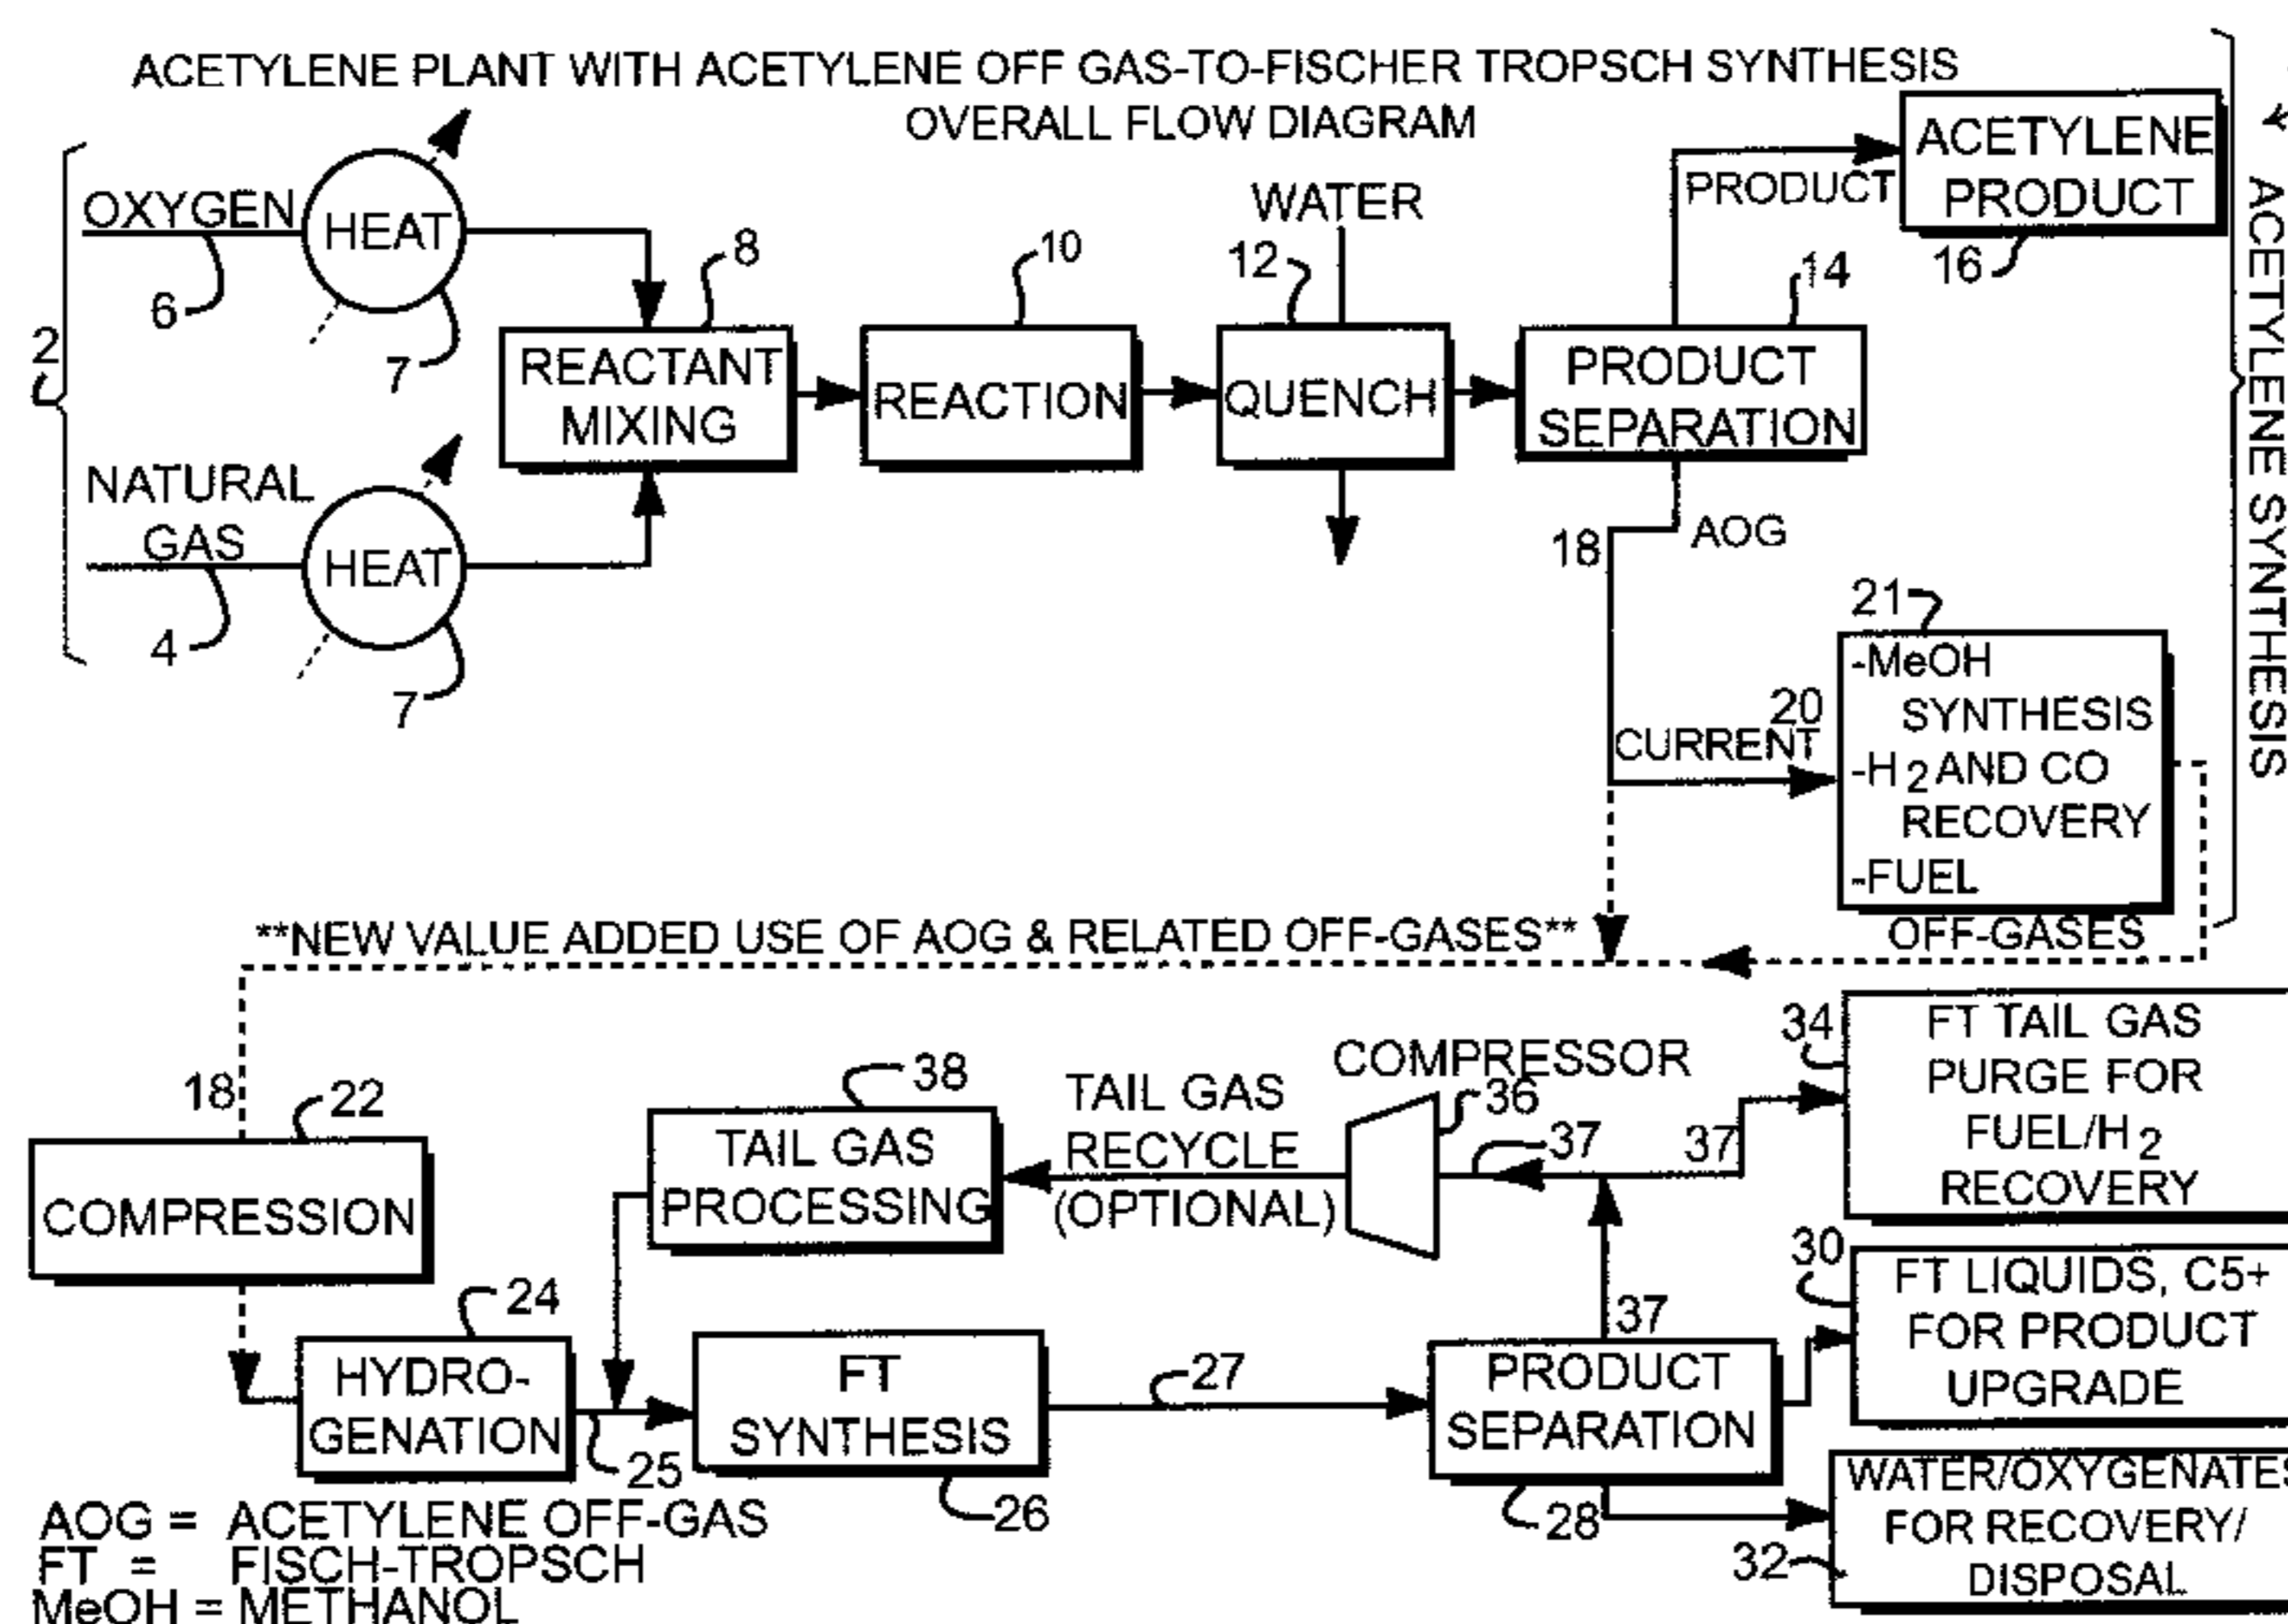 ACETYLENE PLANT WITH ACETYLENE OFF GAS-TO-FISCHER TROPSCH SYNTHESIS
OVERALL FLOW DIAGRAM
2
OXYGEN
6
HEAT
7
NATURAL
GAS
4
HEAT
7
8
REACTANT
MIXING
10
REACTION
WATER
12
QUENCH
14
PRODUCT
SEPARATION
PRODUCT
ACETYLENE
PRODUCT
16
ACETYLENE SYNTHESIS
18
AOG
20
CURRENT
21
-MeOH
SYNTHESIS
-H2 AND CO
RECOVERY
-FUEL
OFF-GASES
**NEW VALUE ADDED USE OF AOG & RELATED OFF-GASES**
18
22
COMPRESSION
24
HYDRO-
GENATION
25
38
TAIL GAS
PROCESSING
TAIL GAS
RECYCLE
(OPTIONAL)
COMPRESSOR
36
37
37
34
FT TAIL GAS
PURGE FOR
FUEL/H2
RECOVERY
FT
SYNTHESIS
26
27
37
PRODUCT
SEPARATION
28
30
FT LIQUIDS, C5+
FOR PRODUCT
UPGRADE
WATER/OXYGENATES
FOR RECOVERY/
DISPOSAL
32
AOG = ACETYLENE OFF-GAS
FT = FISCH-TROPSCH
MeOH = METHANOL